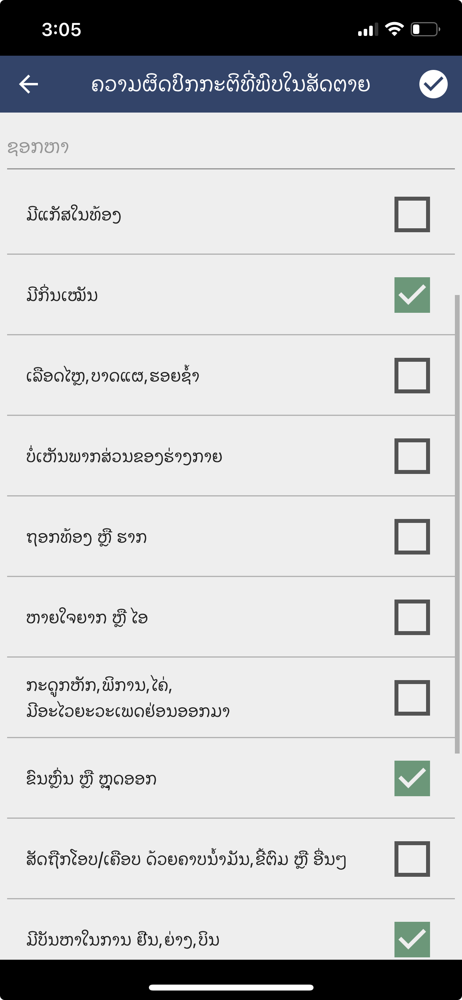 3:05
ຄວາມຜິດປົກກະຕິທີ່ພົບໃນສັດຕາຍ
ຊອກຫາ
ມີແກັສໃນທ້ອງ
ມີກິ່ນເໝັນ
ເລືອດໄຫຼ,ບາດແຜ,ຮອຍຊ້ຳ
ບໍ່ເຫັນພາກສ່ວນຂອງຮ່າງກາຍ
ຖອກທ້ອງ ຫຼື ຮາກ
ຫາຍໃຈຍາກ ຫຼື ໄອ
ກະດູກຫັກ,ພິການ,ໄຄ່,
ມີອະໄວຍະວະເພດຢ່ອນອອກມາ
ຂົນຫຼົ່ນ ຫຼື ຫຼຸດອອກ
ສັດຖືກໂອບ/ເຄືອບ ດ້ວຍຄາບນ້ຳມັນ,ຂີ້ຕົມ ຫຼື ອື່ນໆ
ມີບັນຫາໃນການ ຢືນ,ຍ່າງ,ບິນ